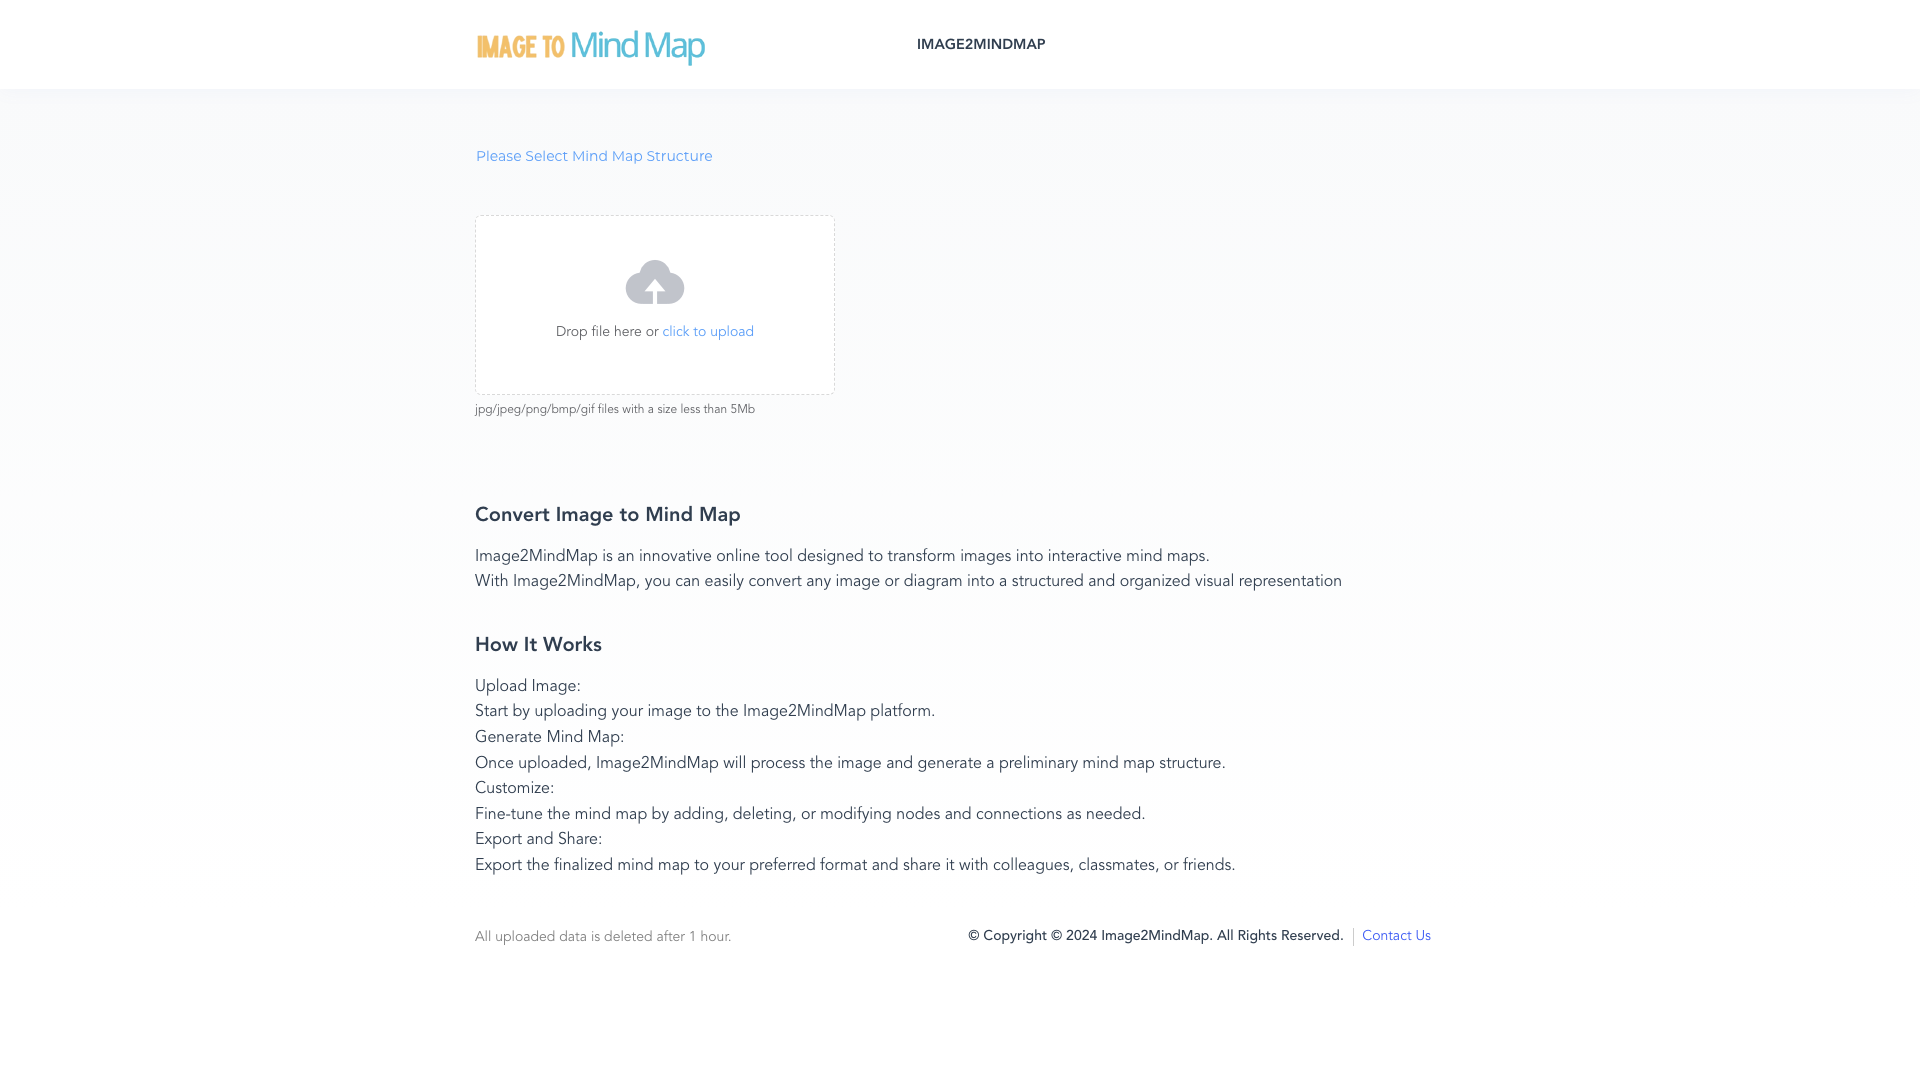 IMAGE TO Mind Map
IMAGE2MINDMAP
Please Select Mind Map Structure
Drop file here or click to upload
jpg/jpeg/png/bmp/gif files with a size less than 5Mb
Convert Image to Mind Map
Image2MindMap is an innovative online tool designed to transform images into interactive mind maps.
With Image2MindMap, you can easily convert any image or diagram into a structured and organized visual representation
How It Works
Upload Image:
Start by uploading your image to the Image2MindMap platform.
Generate Mind Map:
Once uploaded, Image2MindMap will process the image and generate a preliminary mind map structure.
Customize:
Fine-tune the mind map by adding, deleting, or modifying nodes and connections as needed.
Export and Share:
Export the finalized mind map to your preferred format and share it with colleagues, classmates, or friends.
All uploaded data is deleted after 1 hour.
© Copyright © 2024 Image2MindMap. All Rights Reserved.
Contact Us